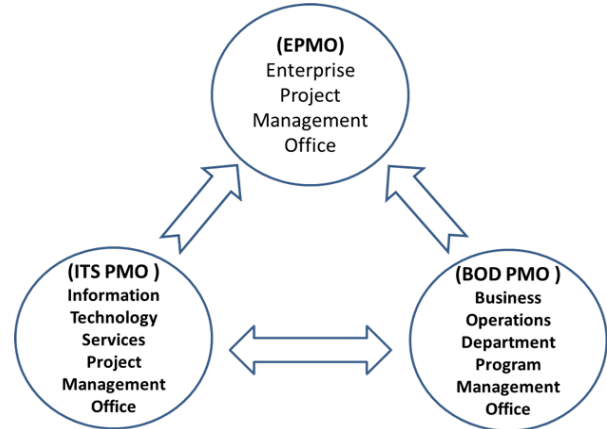 (EPMO)
Enterprise
Project
Management
Office
(ITS PMO )
Information
Technology
Services
Project
Management
Office
(BOD PMO )
Business
Operations
Department
Program
Management
Office